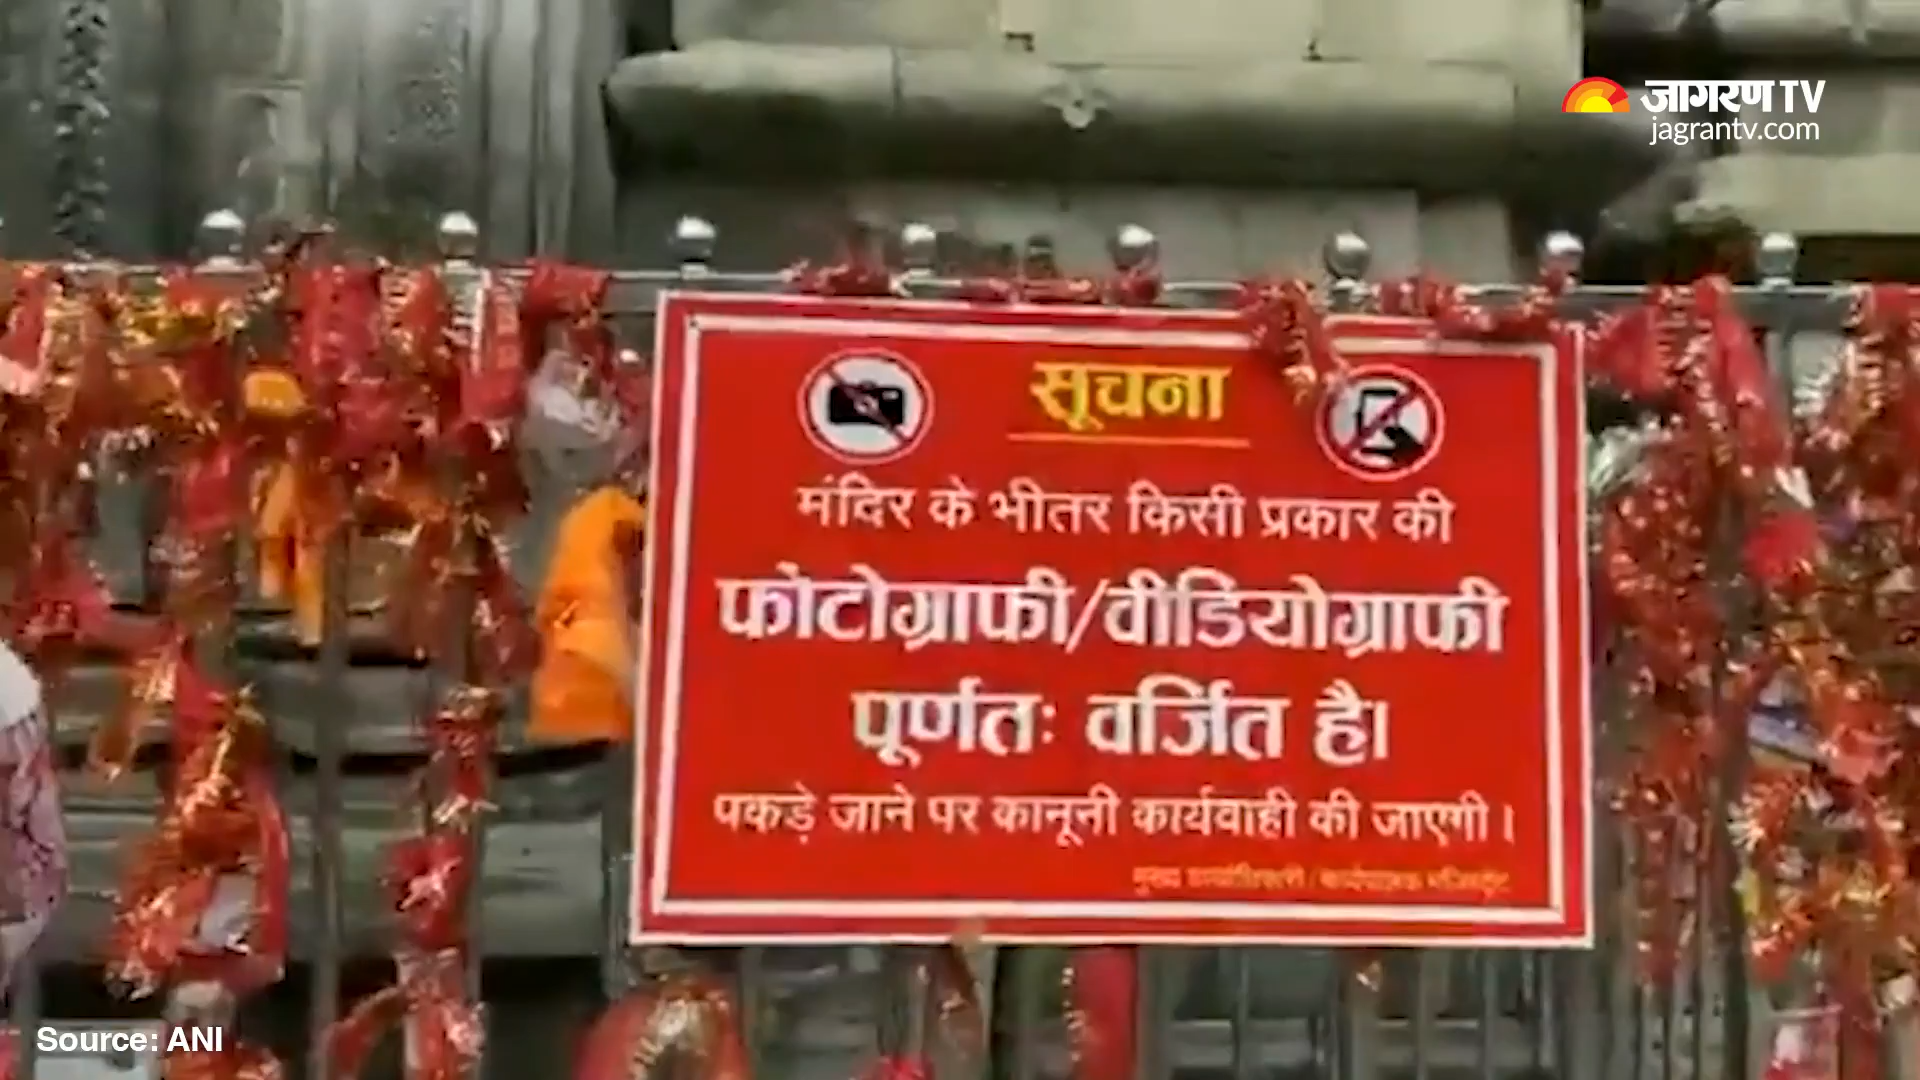 जागरण TV
jagrantv.com
सूचना
मंदिर के भीतर किसी प्रकार की
फोटोग्राफी/वीडियोग्राफी
पूर्णतः वर्जित है।
पकड़े जाने पर कानूनी कार्यवाही की जाएगी।
मुख्य
Source: ANI